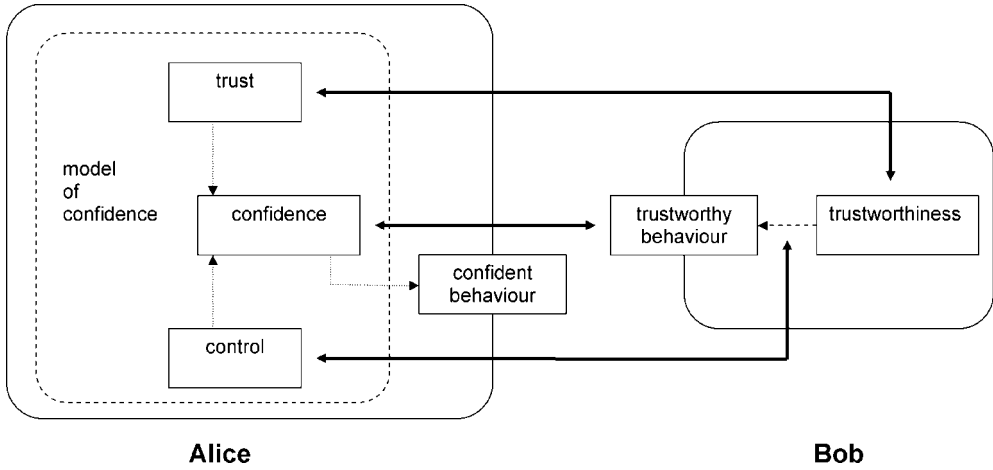 trust
model
of
confidence
confidence
trustworthy
behaviour
trustworthiness
confident
behaviour
control
Alice
Bob